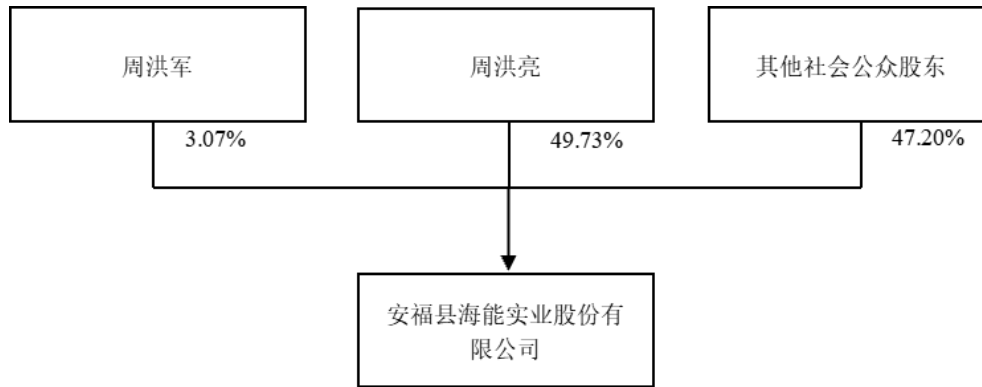 周洪军
周洪亮
其他社会公众股东
3.07%
49.73%
47.20%
安福县海能实业股份有
限公司